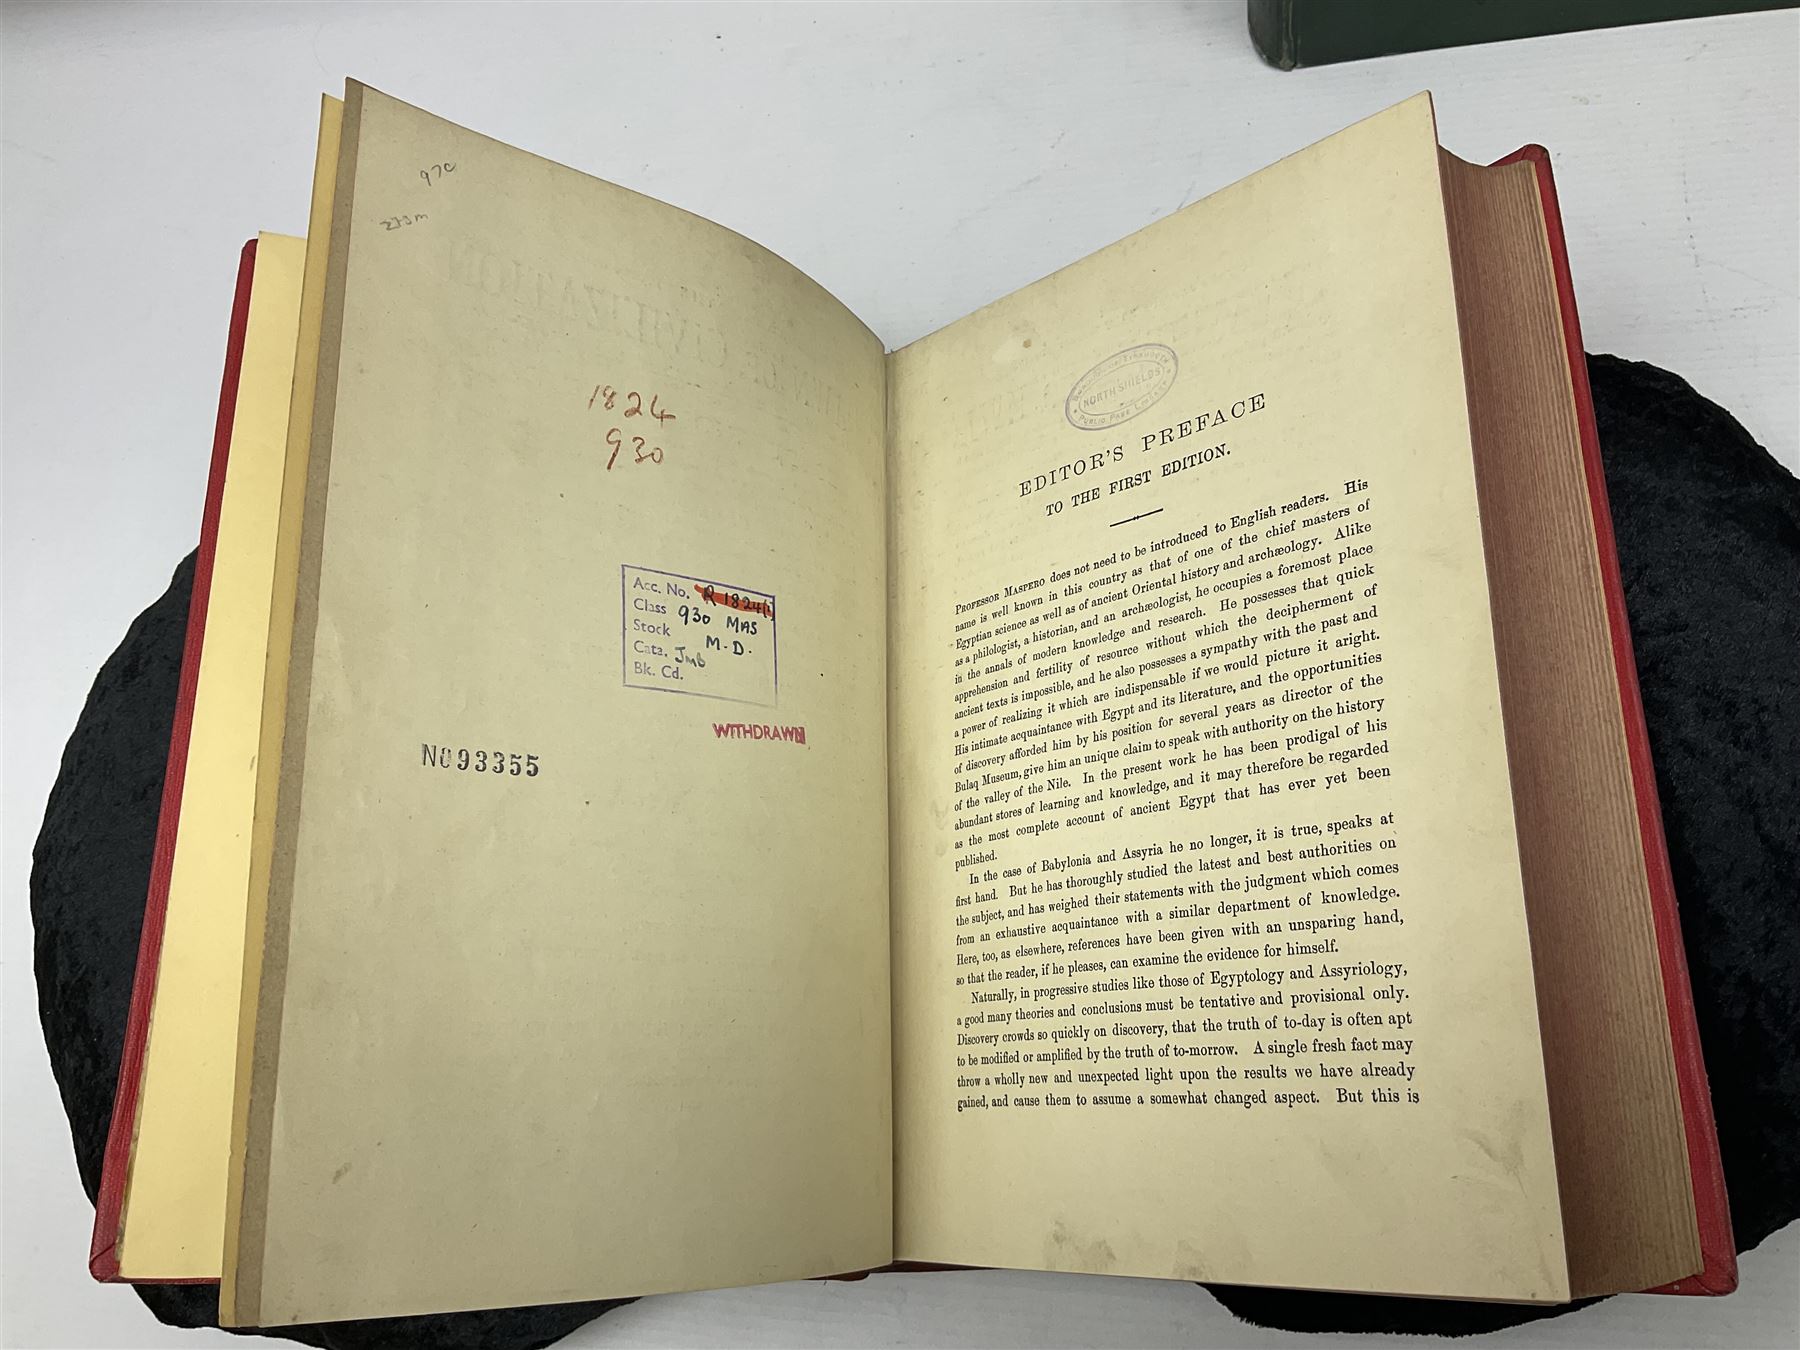 970
273m
1824
930
Acc. No. R 1824(1)
Class 930 MAS
Stock M.D.
Cata. Jmb
Bk. Cd.
WITHDRAWN
No 93355
NORTH SHIELDS
PUBLIC FREE LIBRARY
EDITOR'S PREFACE
TO THE FIRST EDITION.
PROFESSOR MASPERO does not need to be introduced to English readers. His
name is well known in this country as that of one of the chief masters of
Egyptian science as well as of ancient Oriental history and archæology. Alike
as a philologist, a historian, and an archæologist, he occupies a foremost place
in the annals of modern knowledge and research. He possesses that quick
apprehension and fertility of resource without which the decipherment of
ancient texts is impossible, and he also possesses a sympathy with the past and
a power of realizing it which are indispensable if we would picture it aright.
His intimate acquaintance with Egypt and its literature, and the opportunities
of discovery afforded him by his position for several years as director of the
Bulaq Museum, give him an unique claim to speak with authority on the history
of the valley of the Nile. In the present work he has been prodigal of his
abundant stores of learning and knowledge, and it may therefore be regarded
as the most complete account of ancient Egypt that has ever yet been
published.
In the case of Babylonia and Assyria he no longer, it is true, speaks at
first hand. But he has thoroughly studied the latest and best authorities on
the subject, and has weighed their statements with the judgment which comes
from an exhaustive acquaintance with a similar department of knowledge.
Here, too, as elsewhere, references have been given with an unsparing hand,
so that the reader, if he pleases, can examine the evidence for himself.
Naturally, in progressive studies like those of Egyptology and Assyriology,
a good many theories and conclusions must be tentative and provisional only.
Discovery crowds so quickly on discovery, that the truth of to-day is often apt
to be modified or amplified by the truth of to-morrow. A single fresh fact may
throw a wholly new and unexpected light upon the results we have already
gained, and cause them to assume a somewhat changed aspect. But this is